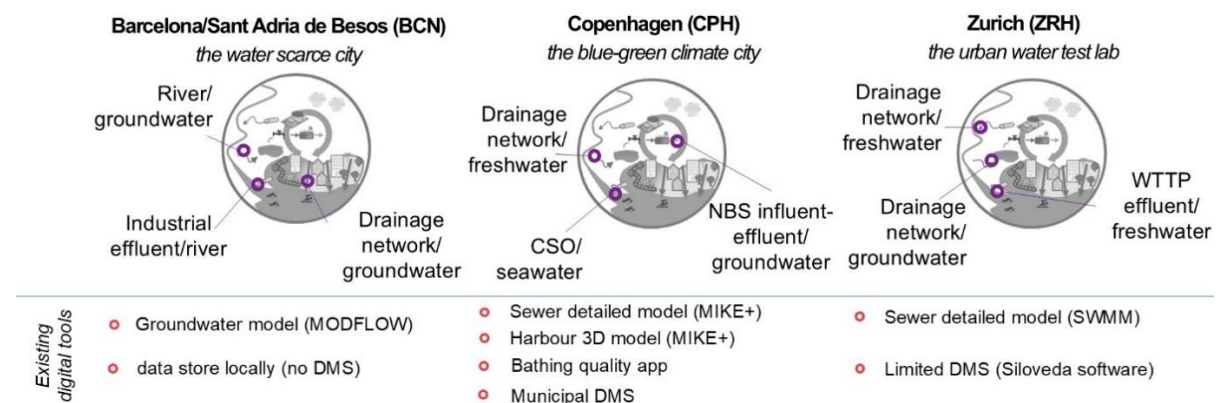 Barcelona/Sant Adria de Besos (BCN)
the water scarce city
River/
groundwater
Industrial
effluent/river
Drainage
network/
groundwater
Copenhagen (CPH)
the blue-green climate city
Drainage
network/
freshwater
CSO/
seawater
NBS influent-
effluent/
groundwater
Zurich (ZRH)
the urban water test lab
Drainage
network/
freshwater
Drainage
network/
groundwater
WTTP
effluent/
freshwater
Existing
digital tools
Groundwater model (MODFLOW)
data store locally (no DMS)
Sewer detailed model (MIKE+)
Harbour 3D model (MIKE+)
Bathing quality app
Municipal DMS
Sewer detailed model (SWMM)
Limited DMS (Siloveda software)